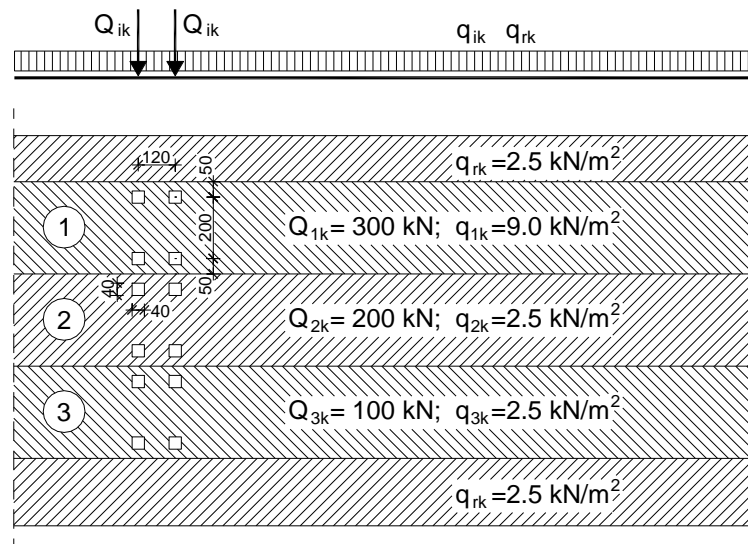 Q ik Q ik q ik q rk
120
50
q rk =2.5 kN/m²
1
200
Q 1k = 300 kN; q 1k =9.0 kN/m²
50
40
40
2
Q 2k = 200 kN; q 2k =2.5 kN/m²
3
Q 3k = 100 kN; q 3k =2.5 kN/m²
q rk =2.5 kN/m²